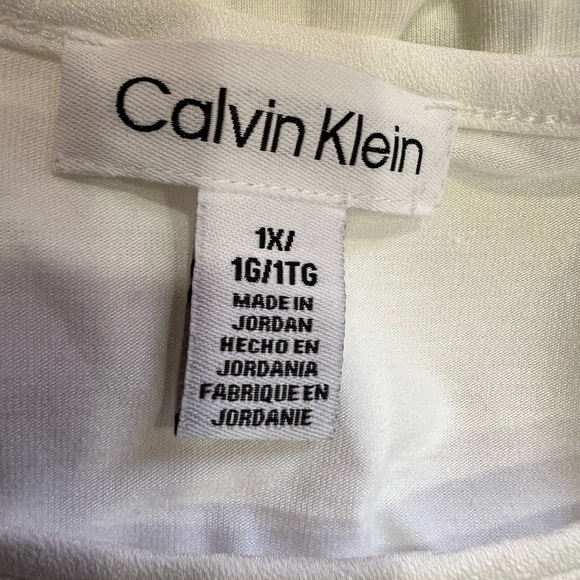 Calvin Klein
1X/
1G/1TG
MADE IN
JORDAN
HECHO EN
JORDANIA
FABRIQUE EN
JORDANIE